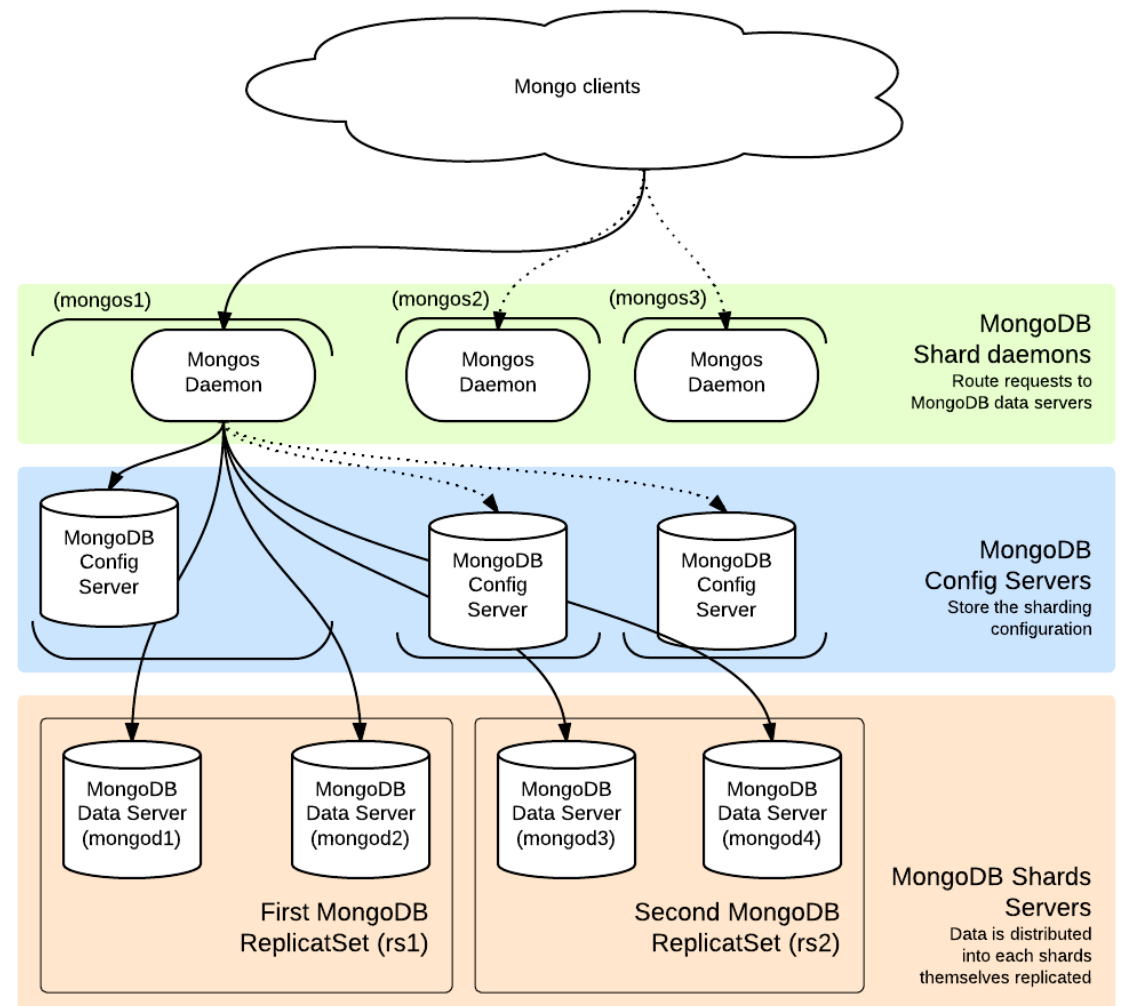 Mongo clients
(mongos1)
(mongos2)
(mongos3)
Mongos
Daemon
Mongos
Daemon
Mongos
Daemon
MongoDB
Shard daemons
Route requests to
MongoDB data servers
MongoDB
Config
Server
MongoDB
Config
Server
MongoDB
Config
Server
MongoDB
Config Servers
Store the sharding
configuration
MongoDB
Data Server
(mongod1)
MongoDB
Data Server
(mongod2)
MongoDB
Data Server
(mongod3)
MongoDB
Data Server
(mongod4)
First MongoDB
ReplicatSet (rs1)
Second MongoDB
ReplicatSet (rs2)
MongoDB Shards
Servers
Data is distributed
into each shards
themselves replicated